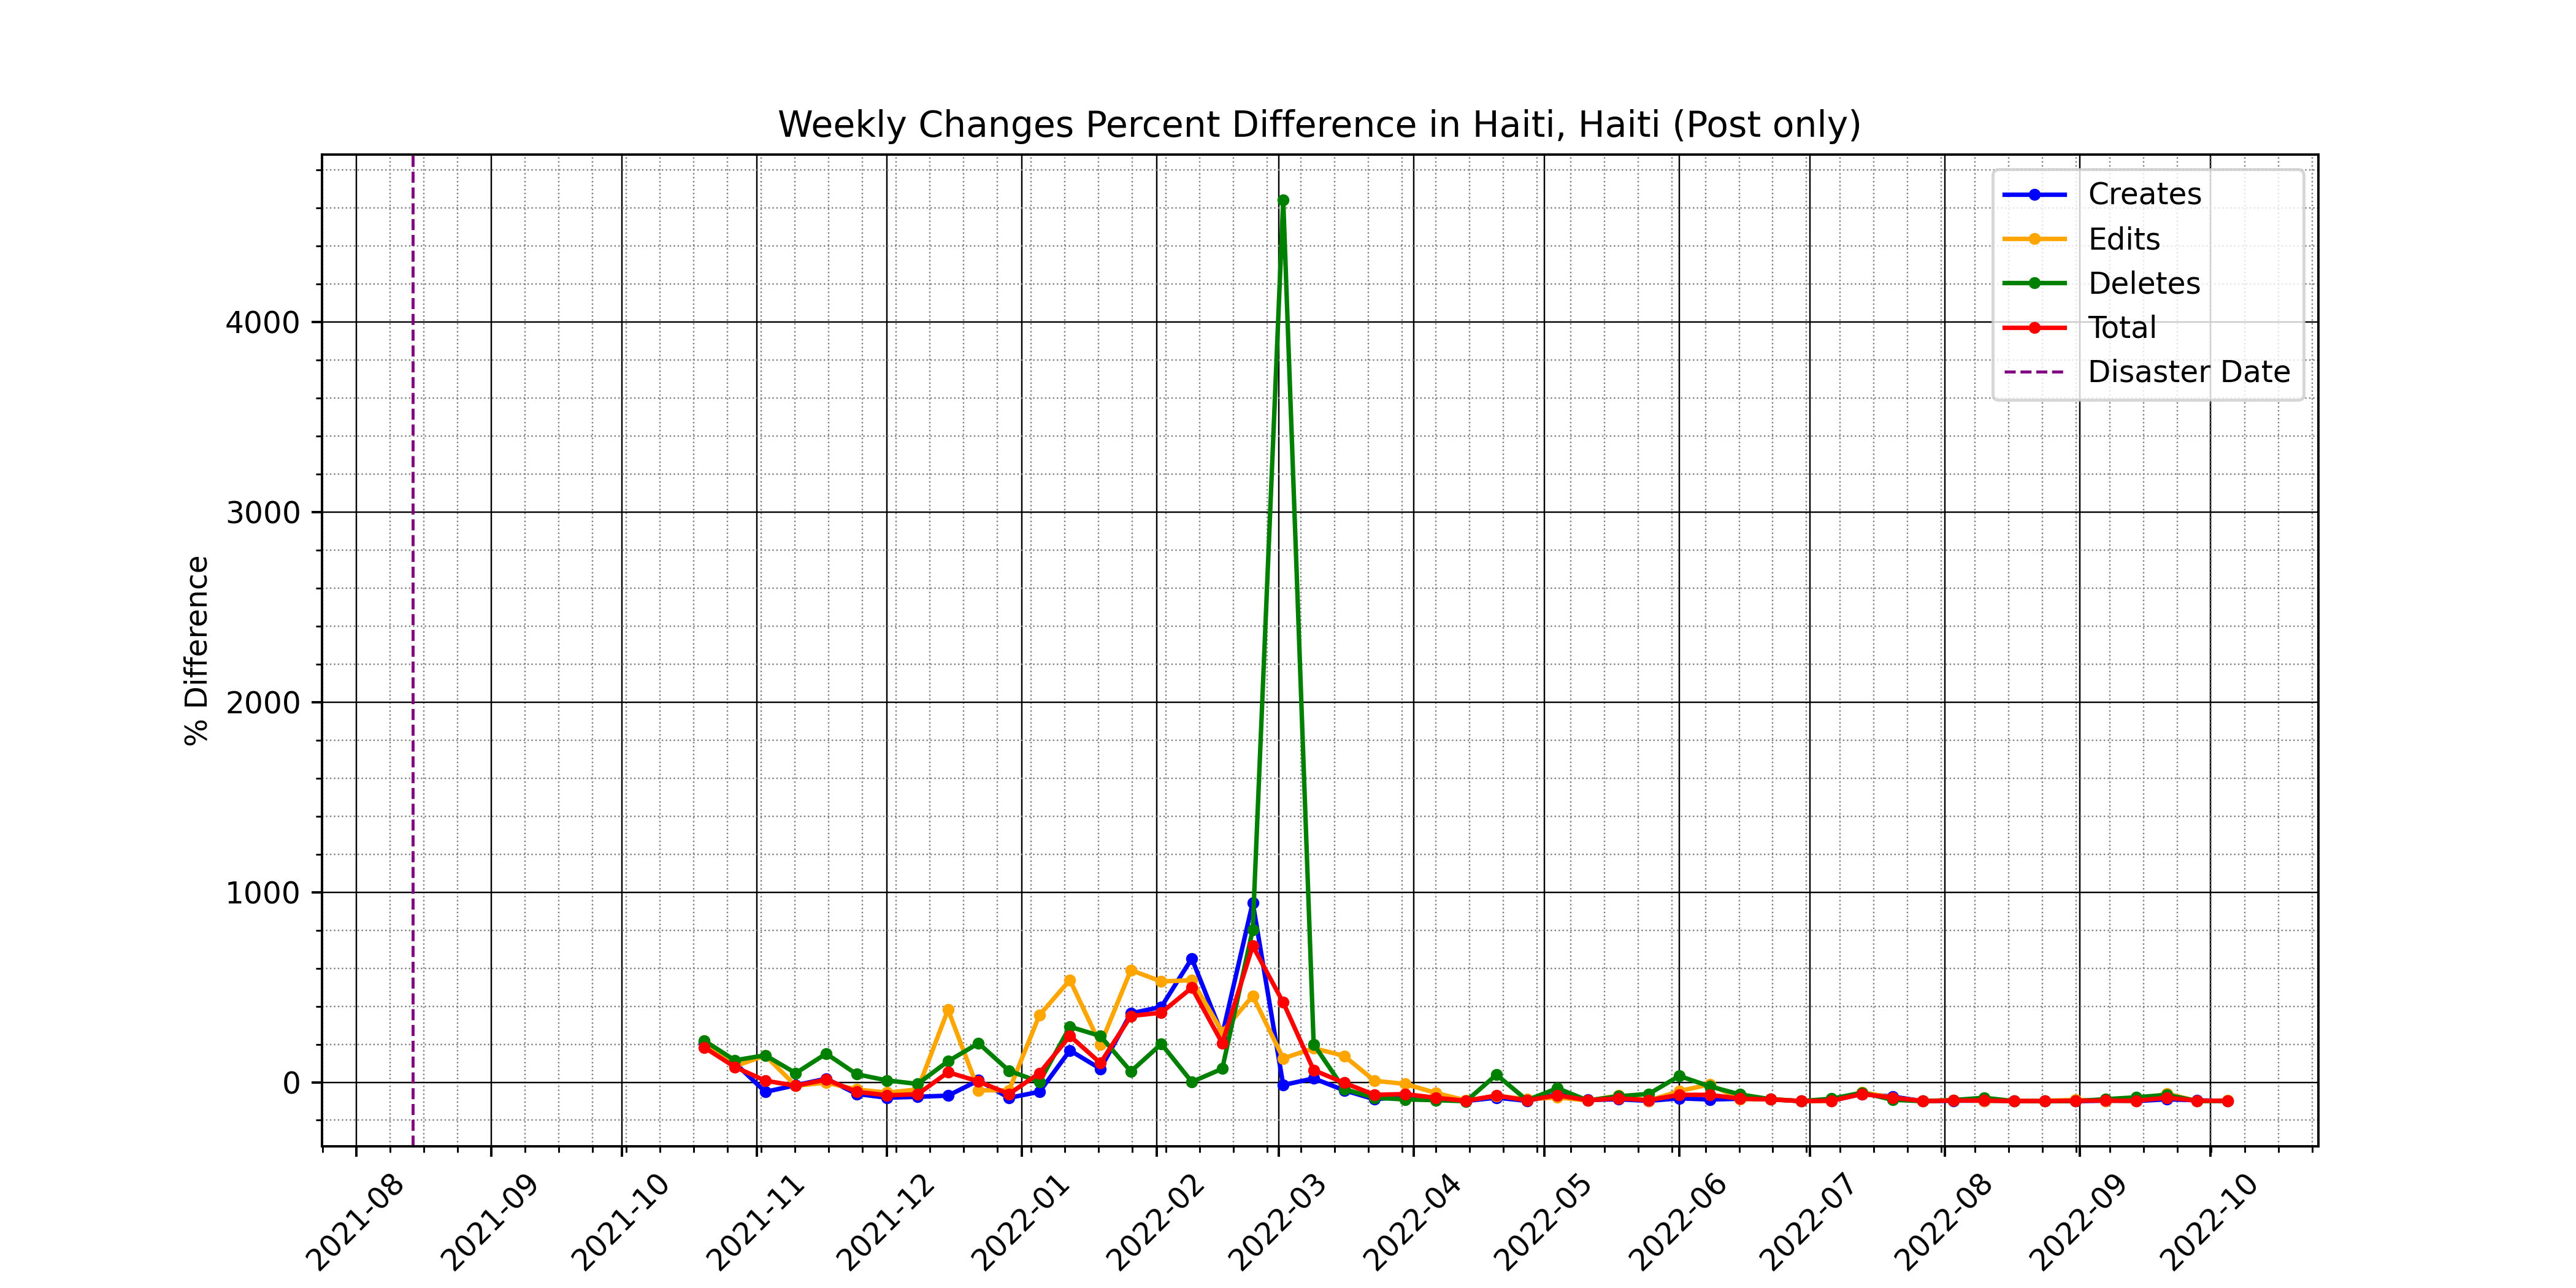 Weekly Changes Percent Difference in Haiti, Haiti (Post only)
Creates
Edits
Deletes
Total
Disaster Date
% Difference
4000
3000
2000
1000
0
2021-08
2021-09
2021-10
2021-11
2021-12
2022-01
2022-02
2022-03
2022-04
2022-05
2022-06
2022-07
2022-08
2022-09
2022-10